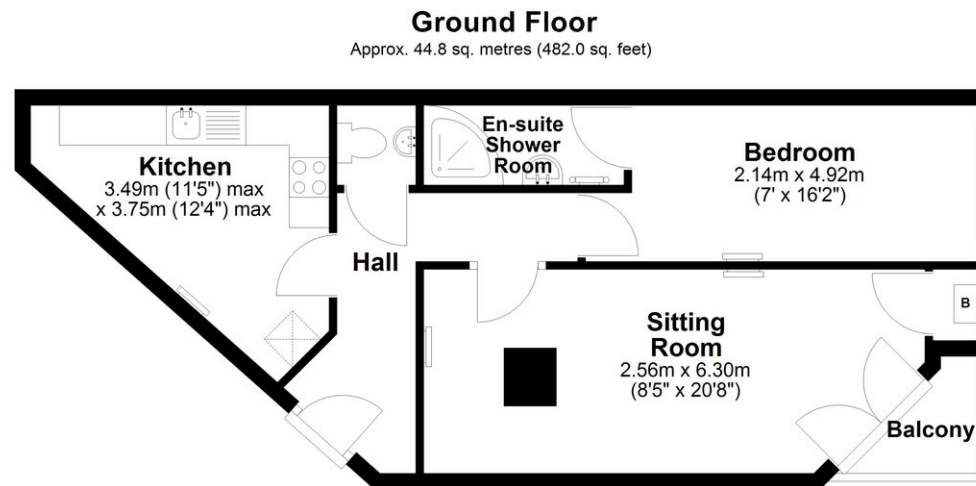 Ground Floor
Approx. 44.8 sq. metres (482.0 sq. feet)
Kitchen
3.49m (11'5") max
x 3.75m (12'4") max
En-suite
Shower
Room
Bedroom
2.14m x 4.92m
(7' x 16'2")
Hall
Sitting
Room
2.56m x 6.30m
(8'5" x 20'8")
B
Balcony